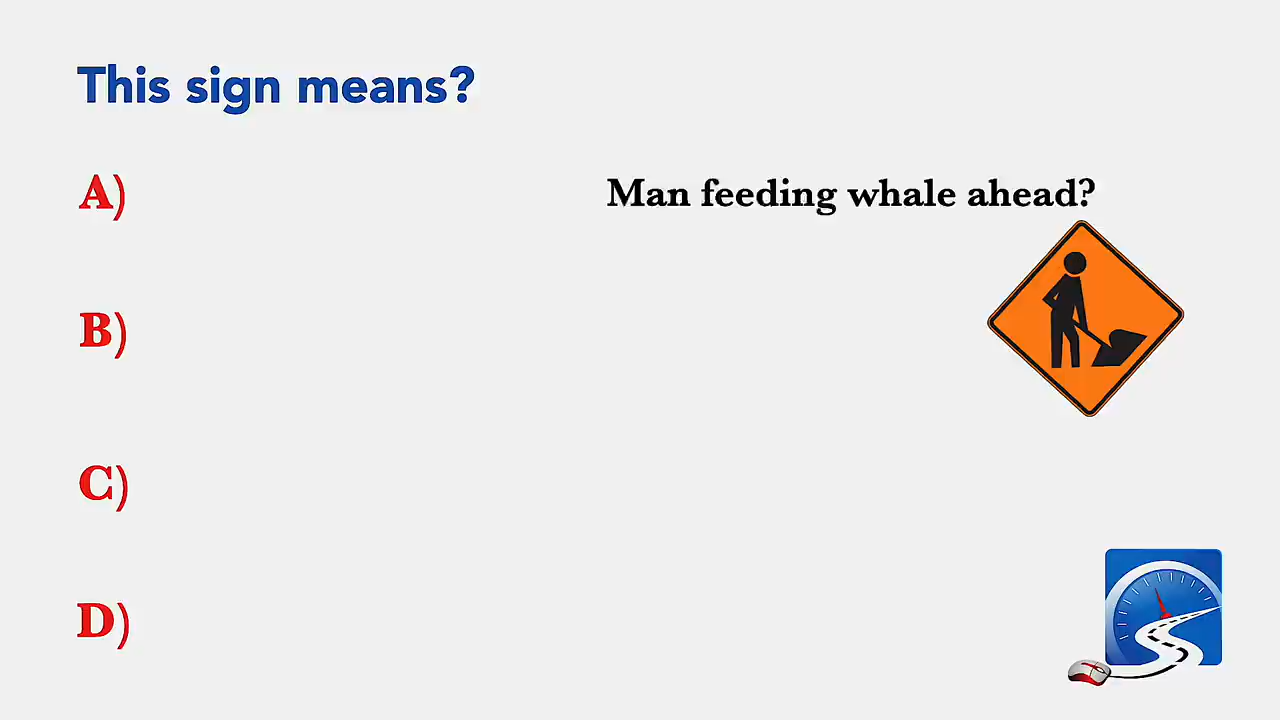 This sign means?
A) Man feeding whale ahead?
B)
C)
D)